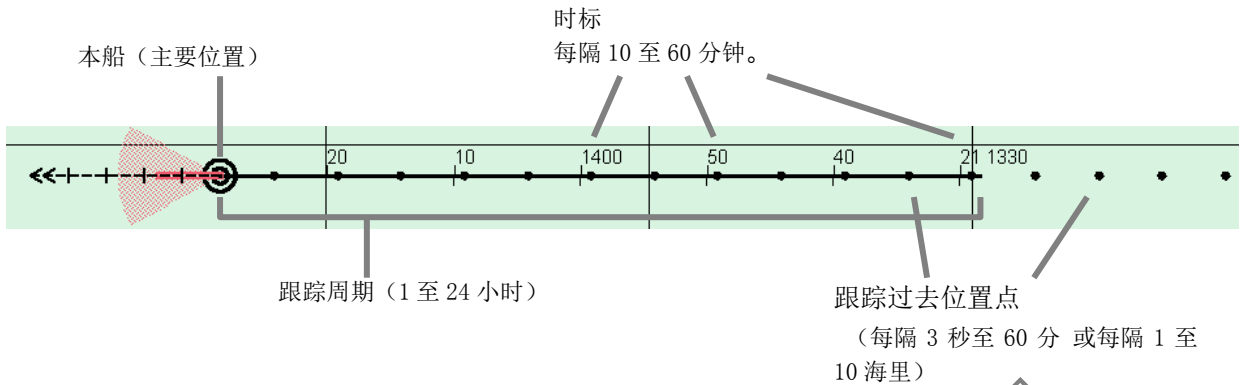 时标
每隔 10 至 60 分钟。
本船（主要位置）
20 10 1400 50 40 21 1330
跟踪周期（1 至 24 小时）
跟踪过去位置点
（每隔 3 秒至 60 分 或每隔 1 至
10 海里）